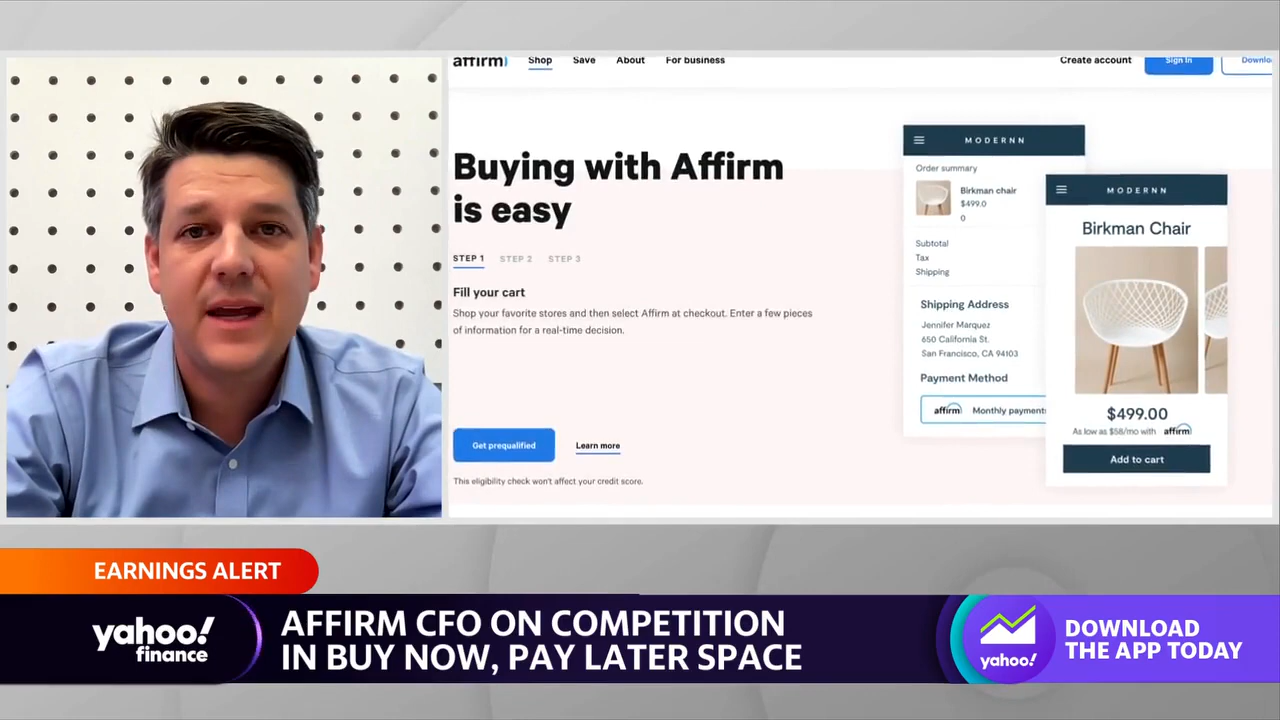 affirm
Shop
Save
About
For business
Create account
Sign In
Buying with Affirm
is easy
STEP 1
STEP 2
STEP 3
Fill your cart
Shop your favorite stores and then select Affirm at checkout. Enter a few pieces
of information for a real-time decision.
Get prequalified
Learn more
This eligibility check won't affect your credit score.
MODERNN
Order summary
Birkman chair
$499.0
0
Subtotal
Tax
Shipping
Shipping Address
Jennifer Marquez
650 California St.
San Francisco, CA 94103
Payment Method
affirm Monthly payments
MODERNN
Birkman Chair
$499.00
As low as $58/mo with affirm
Add to cart
EARNINGS ALERT
yahoo!
finance
AFFIRM CFO ON COMPETITION
IN BUY NOW, PAY LATER SPACE
yahoo!
DOWNLOAD
THE APP TODAY